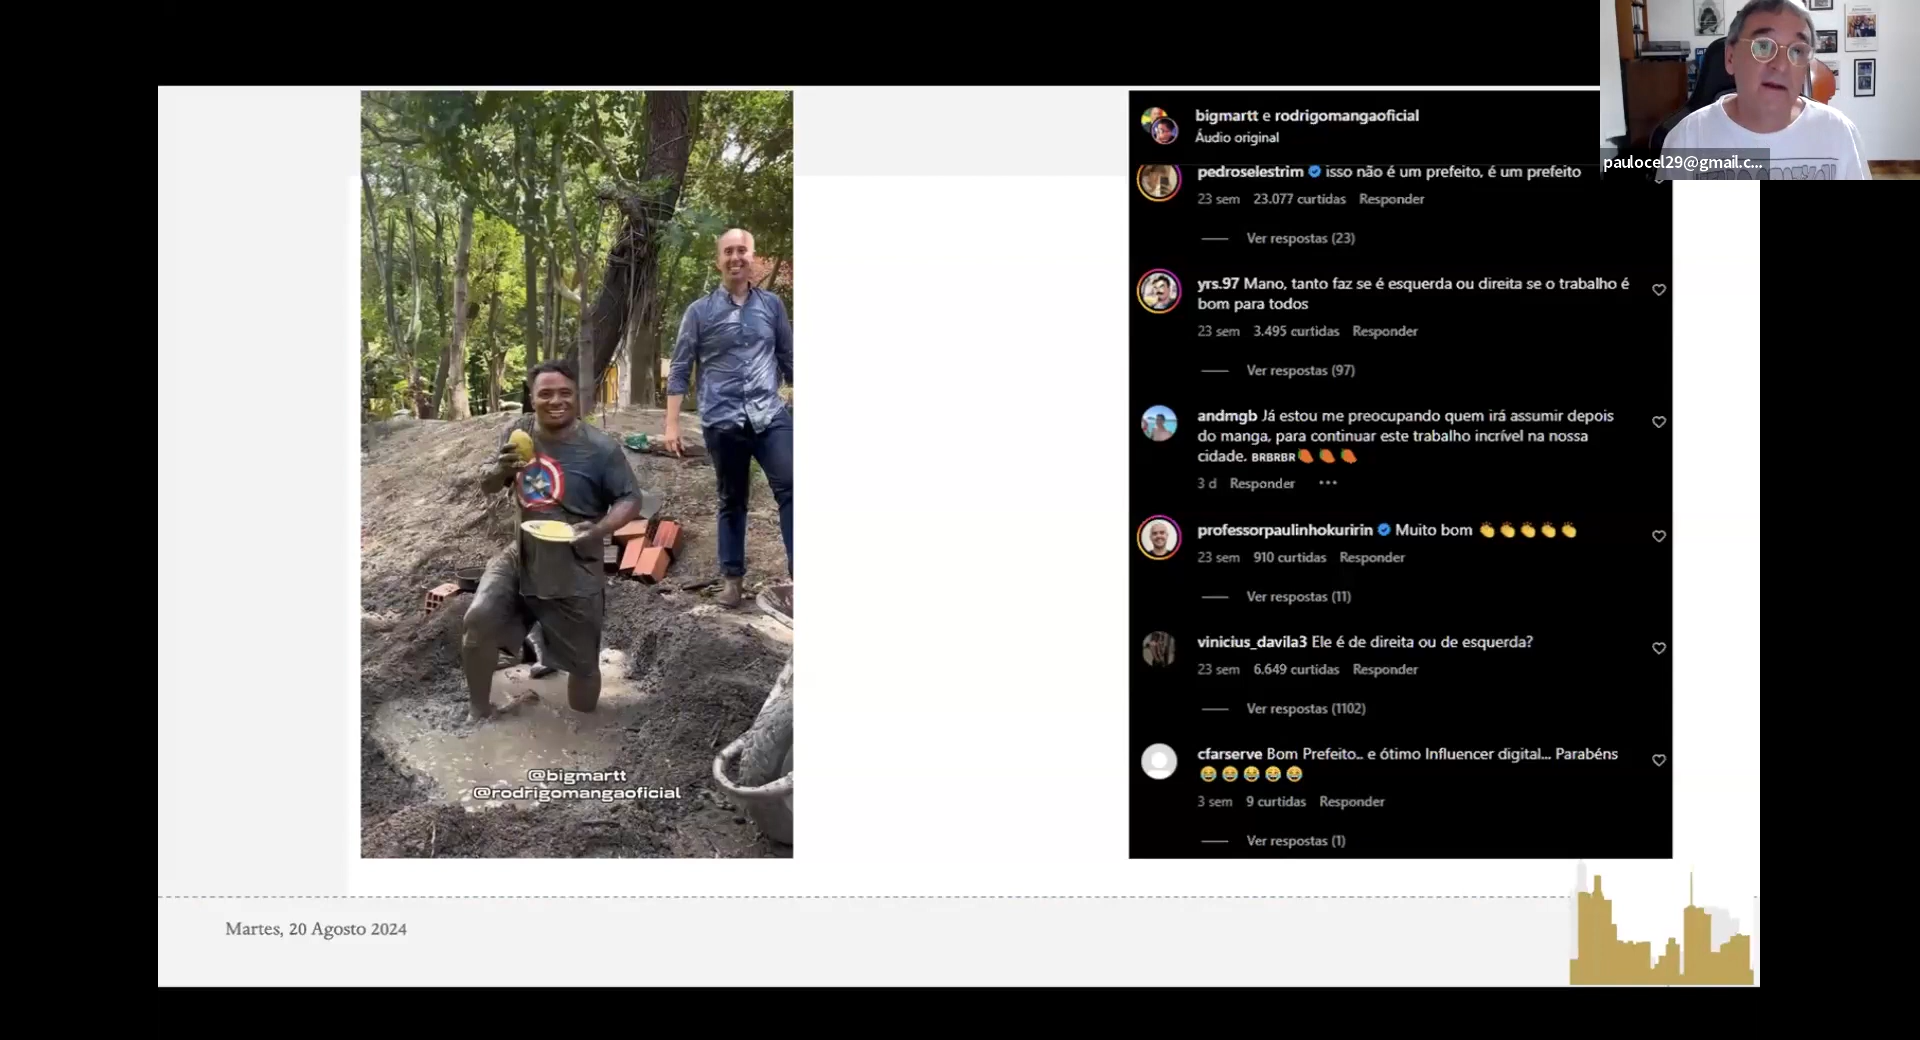 paulocel29@gmail.c...
bigmartt e rodrigomangaoficial
Áudio original
pedroselestrim isso não é um prefeito, é um prefeito
23 sem 23.077 curtidas Responder
Ver respostas (23)
yrs.97 Mano, tanto faz se é esquerda ou direita se o trabalho é
bom para todos
23 sem 3.495 curtidas Responder
Ver respostas (97)
andmgb Já estou me preocupando quem irá assumir depois
do manga, para continuar este trabalho incrível na nossa
cidade. BRBRBR
3 d Responder
professorpaulinhokuririn Muito bom
23 sem 910 curtidas Responder
Ver respostas (11)
vinicius_davila3 Ele é de direita ou de esquerda?
23 sem 6.649 curtidas Responder
Ver respostas (1102)
cfarserve Bom Prefeito.. e ótimo Influencer digital... Parabéns
3 sem 9 curtidas Responder
Ver respostas (1)
@bigmartt
@rodrigomangaoficial
Martes, 20 Agosto 2024